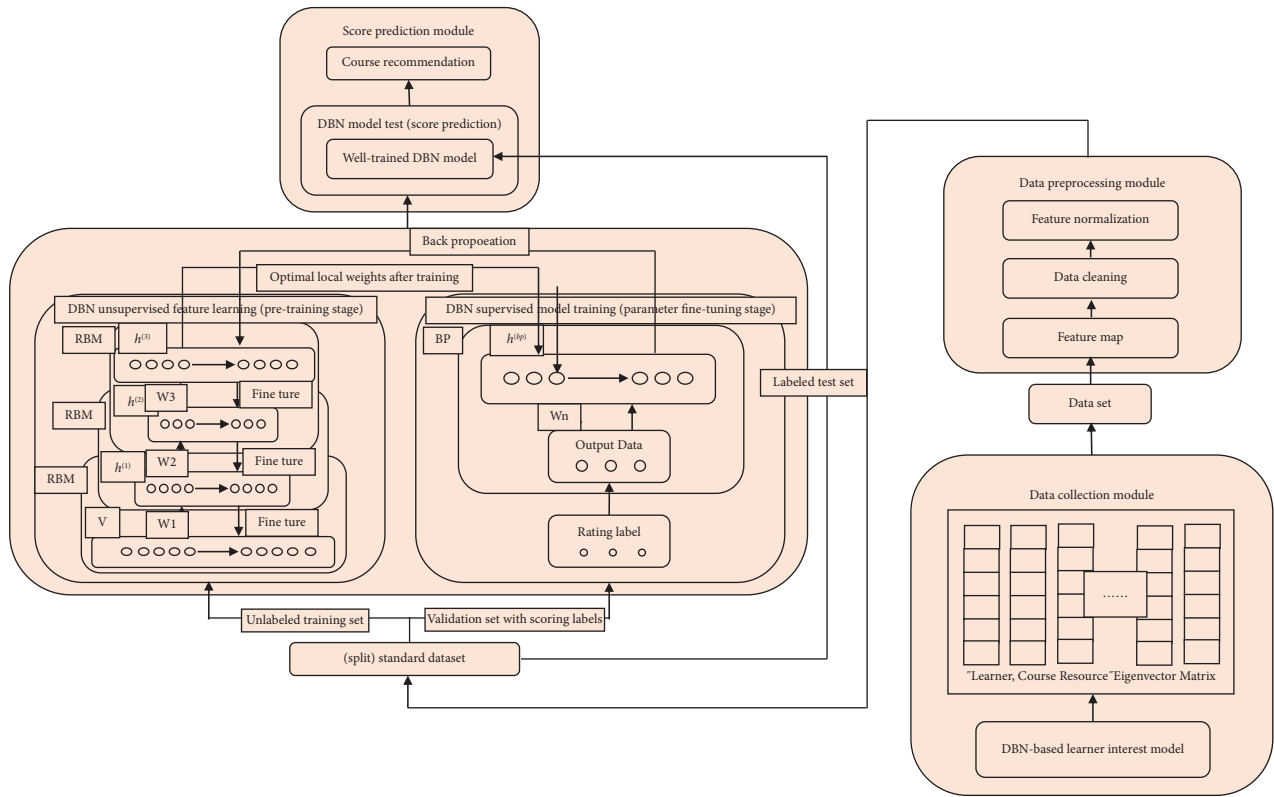 Score prediction module
Course recommendation
DBN model test (score prediction)
Well-trained DBN model
Back propoeation
Optimal local weights after training
DBN unsupervised feature learning (pre-training stage)
RBM
h(3)
W3
Fine ture
RBM
h(2)
W2
Fine ture
RBM
h(1)
W1
Fine ture
V
DBN supervised model training (parameter fine-tuning stage)
BP
h(bp)
Wn
Output Data
Rating label
Labeled test set
Unlabeled training set
Validation set with scoring labels
(split) standard dataset
Data preprocessing module
Feature normalization
Data cleaning
Feature map
Data set
Data collection module
......
"Learner, Course Resource"Eigenvector Matrix
DBN-based learner interest model